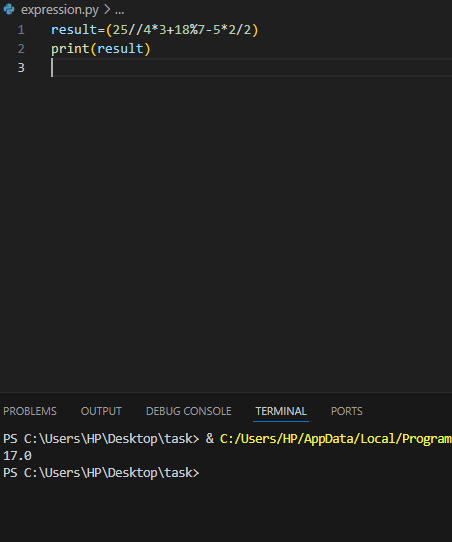 expression.py > ...
1 result=(25//4*3+18%7-5*2/2)
2 print(result)
3
PROBLEMS OUTPUT DEBUG CONSOLE TERMINAL PORTS
PS C:\Users\HP\Desktop\task> & C:/Users/HP/AppData/Local/Program
17.0
PS C:\Users\HP\Desktop\task>